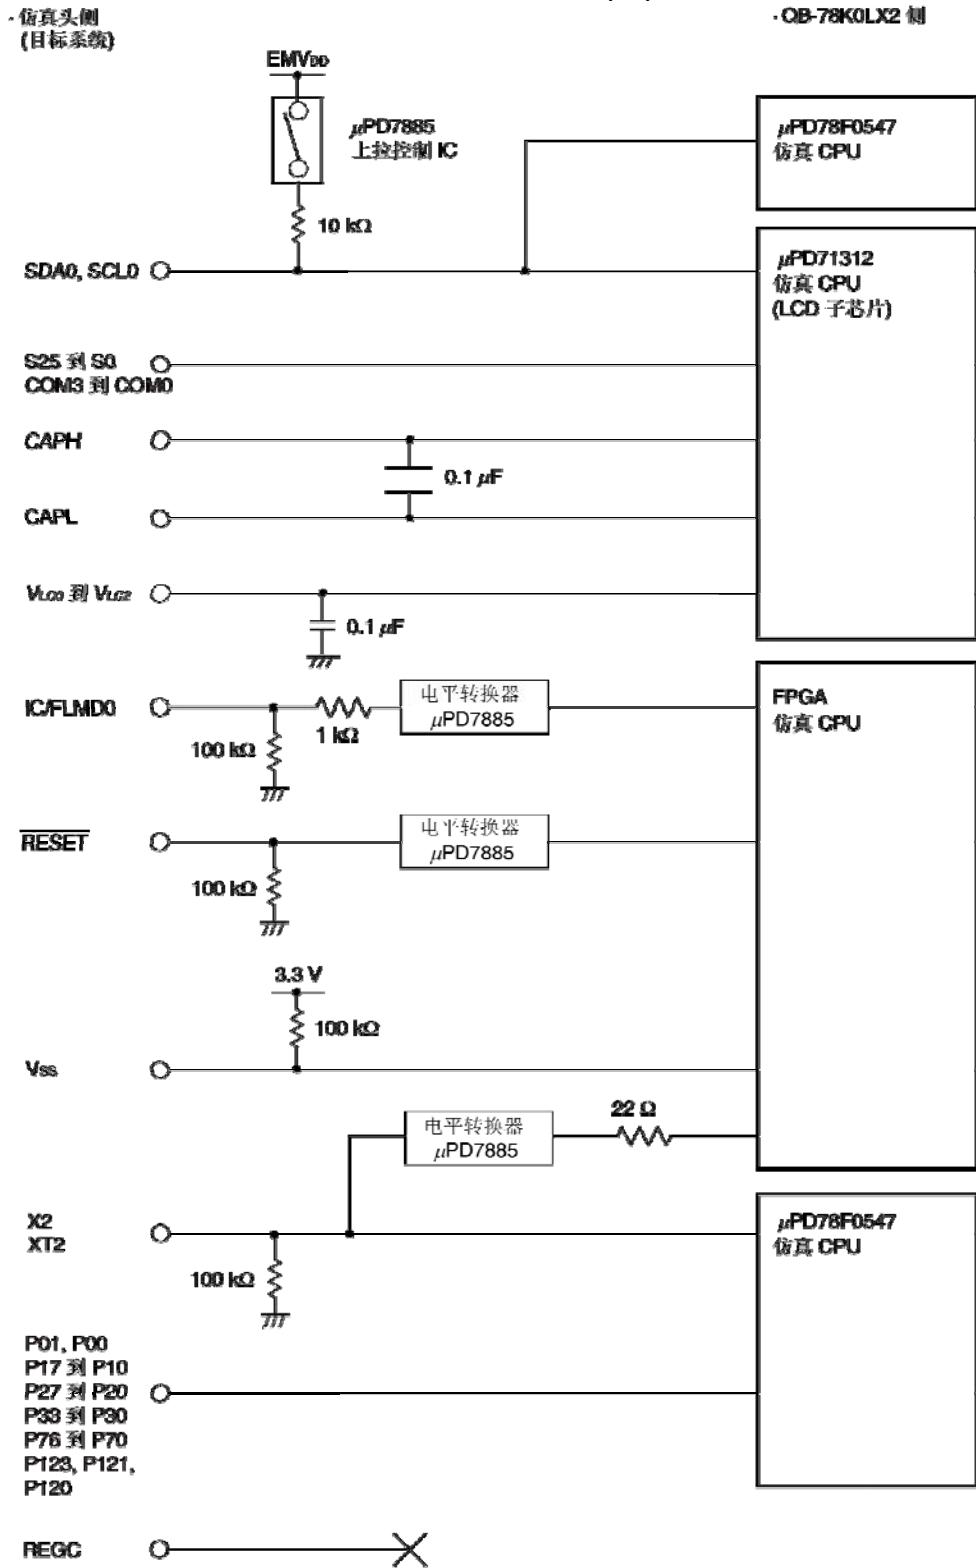 · 仿真头侧
(目标系统)
· QB-78K0LX2 侧
EMVDD
μPD7885
上拉控制 IC
μPD78F0547
仿真 CPU
10 kΩ
SDA0, SCL0
μPD71312
仿真 CPU
(LCD 子芯片)
S25 到 S0
COM3 到 COM0
CAPH
0.1 μF
CAPL
VLC0 到 VLC2
0.1 μF
IC/FLMD0
100 kΩ
1 kΩ
电平转换器
μPD7885
FPGA
仿真 CPU
RESET
100 kΩ
电平转换器
μPD7885
3.3 V
100 kΩ
Vss
电平转换器
μPD7885
22 Ω
X2
XT2
100 kΩ
μPD78F0547
仿真 CPU
P01, P00
P17 到 P10
P27 到 P20
P33 到 P30
P76 到 P70
P123, P121,
P120
REGC